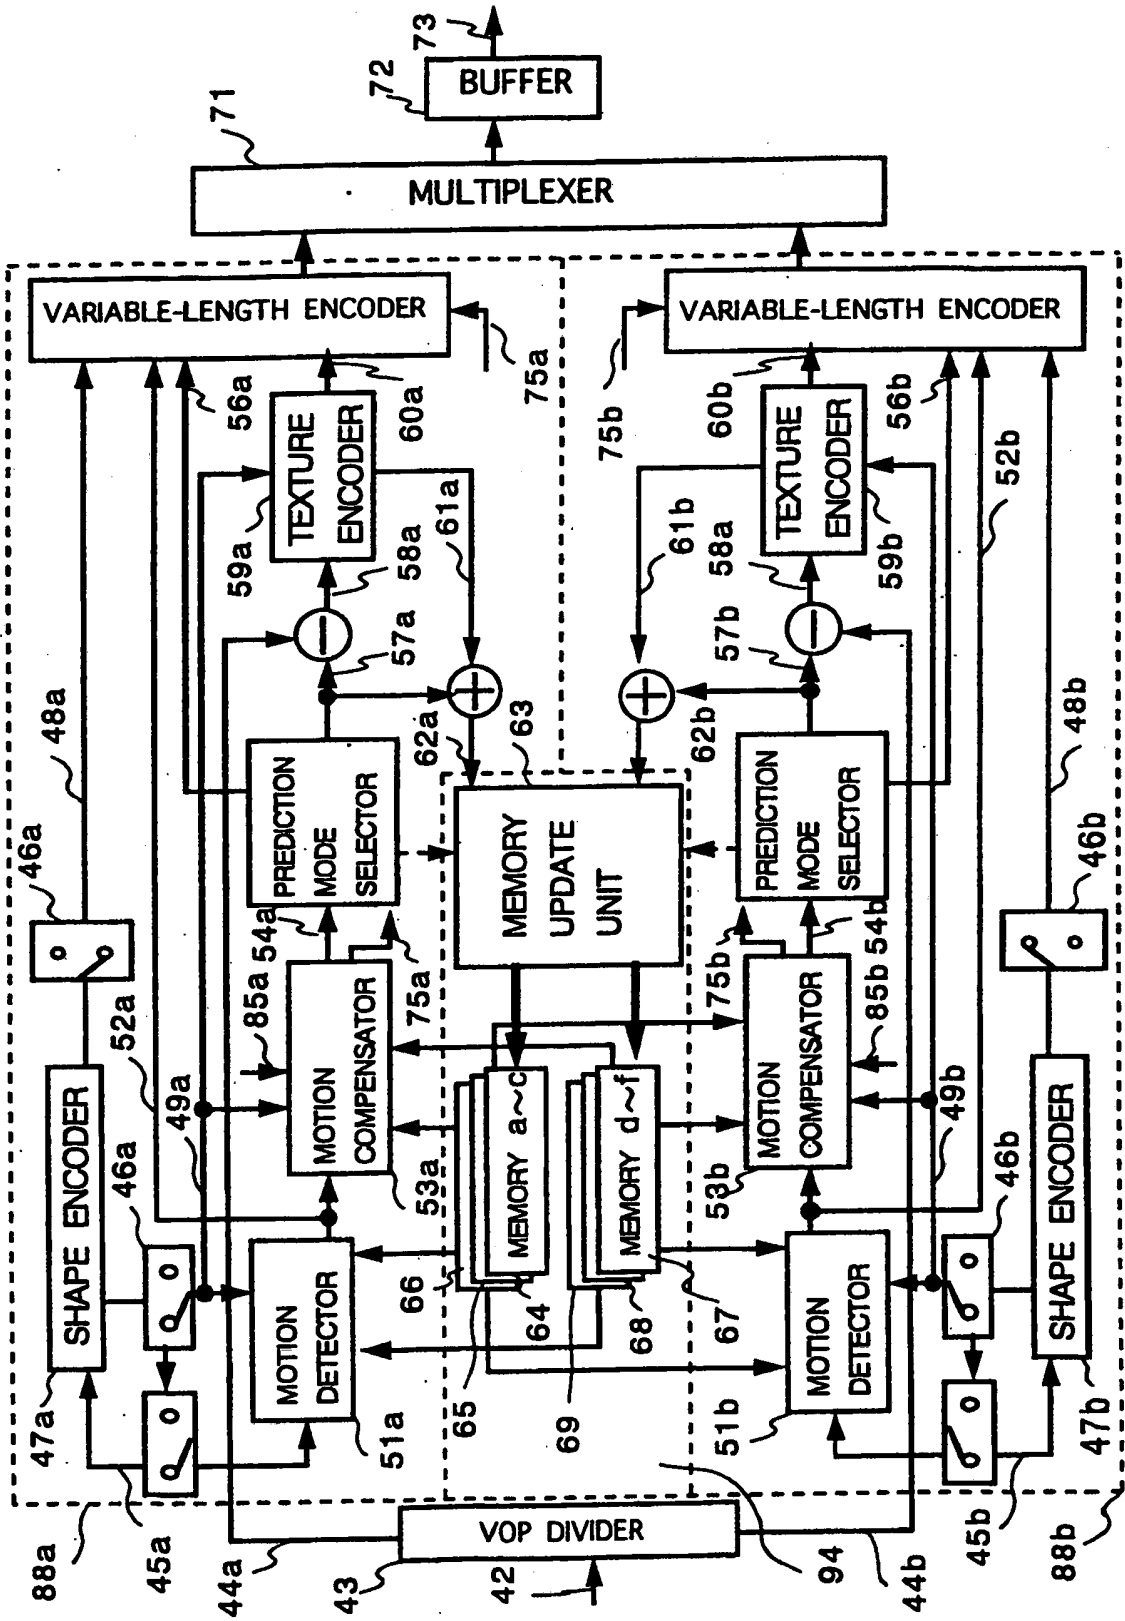 73
72
BUFFER
71
MULTIPLEXER
VARIABLE-LENGTH ENCODER
VARIABLE-LENGTH ENCODER
75a
75b
56a
60a
60b
56b
TEXTURE
ENCODER
TEXTURE
ENCODER
52b
59a
61a
61b
59b
58a
58a
57a
57b
48a
62a
63
62b
48b
46a
PREDICTION
MODE
SELECTOR
MEMORY
UPDATE
UNIT
PREDICTION
MODE
SELECTOR
46b
54a
54b
85a
75a
75b
85b
52a
49a
MOTION
COMPENSATOR
MEMORY a~c
MEMORY d~f
MOTION
COMPENSATOR
49b
46a
53a
53b
46b
SHAPE ENCODER
SHAPE ENCODER
66
64
68
67
MOTION
DETECTOR
MOTION
DETECTOR
65
69
47a
51a
51b
47b
88a
45a
44a
43
VOP DIVIDER
42
94
44b
45b
88b